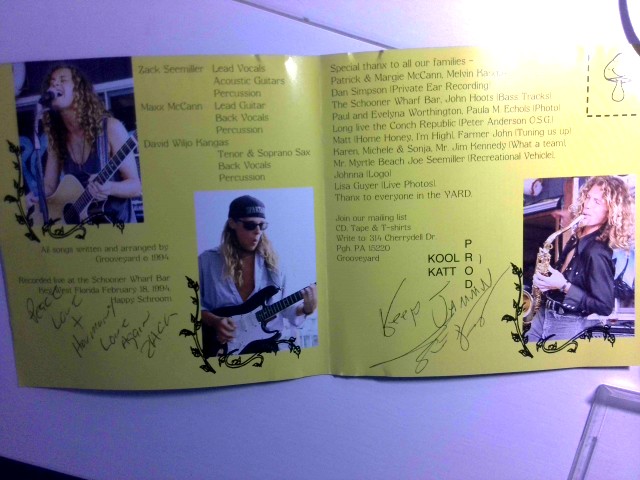 Zack Seemiller Lead Vocals
Acoustic Guitars
Percussion
Maxx McCann Lead Guitar
Back Vocals
Percussion
David Wilio Kangas
Tenor & Soprano Sax
Back Vocals
Percussion
All songs written and arranged by
Grooveyard © 1994
Recorded live at the Schooner Wharf Bar
Key West Florida February 18, 1994
Happy Schroom
Peace
Love
+
Harmony
Love
Again
Zack
Special thanx to all our families -
Patrick & Margie McCann, Melvin
Dan Simpson (Private Ear Recording)
The Schooner Wharf Bar, John Hoots (Bass Tracks)
Paul and Evelyna Worthington, Paula M Echols (Photo)
Long live the Conch Republic (Peter Anderson O.S.G.)
Matt (Home Honey, I'm High), Farmer John (Tuning us up)
Karen, Michele & Sonja, Mr. Jim Kennedy (What a team),
Mr. Myrtle Beach Joe Seemiller (Recreational Vehicle),
Johnna (Logo)
Lisa Guyer (Live Photos),
Thanx to everyone in the YARD.
Join our mailing list
CD, Tape & T-shirts
Write to: 314 Cherrydell Dr.
Pgh, PA 15220
Grooveyard
KOOL
KATT
PROD
Keep Jammin